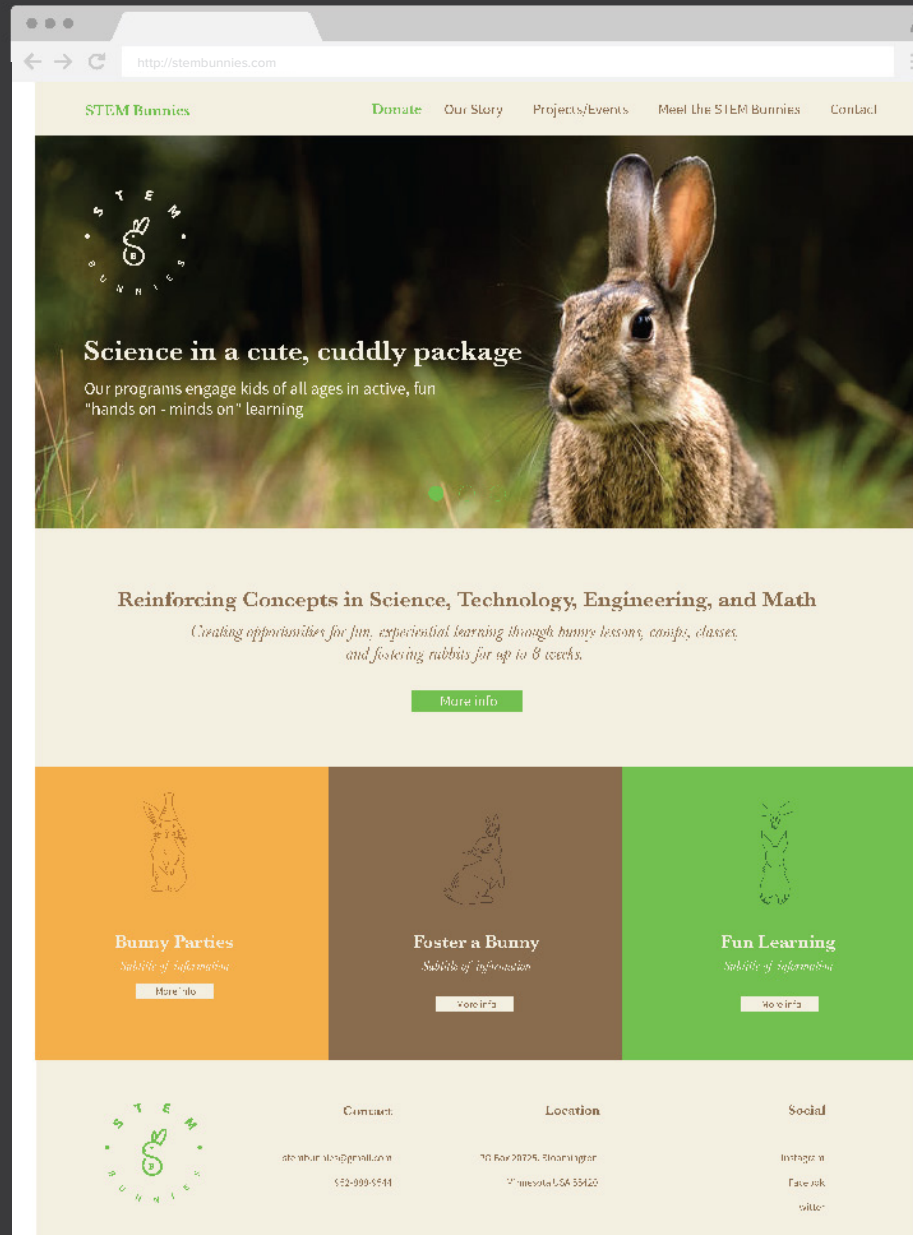 http://stembunnies.com
STEM Bunnies
Donate Our Story Projects/Events Meet the STEM Bunnies Contact
STEM
B
BUNNIES
Science in a cute, cuddly package
Our programs engage kids of all ages in active, fun
"hands on - minds on" learning
Reinforcing Concepts in Science, Technology, Engineering, and Math
Creating opportunities for fun, experiential learning through bunny lessons, camps, classes,
and fostering rabbits for up to 8 weeks.
More info
Bunny Parties
Subtitle of information
More info
Foster a Bunny
Subtitle of information
More info
Fun Learning
Subtitle of information
More info
STEM
B
BUNNIES
Contact
stembunnies@gmail.com
952-999-9544
Location
PO Box 20725, Bloomington
Minnesota USA 55420
Social
Instagram
Facebook
Twitter